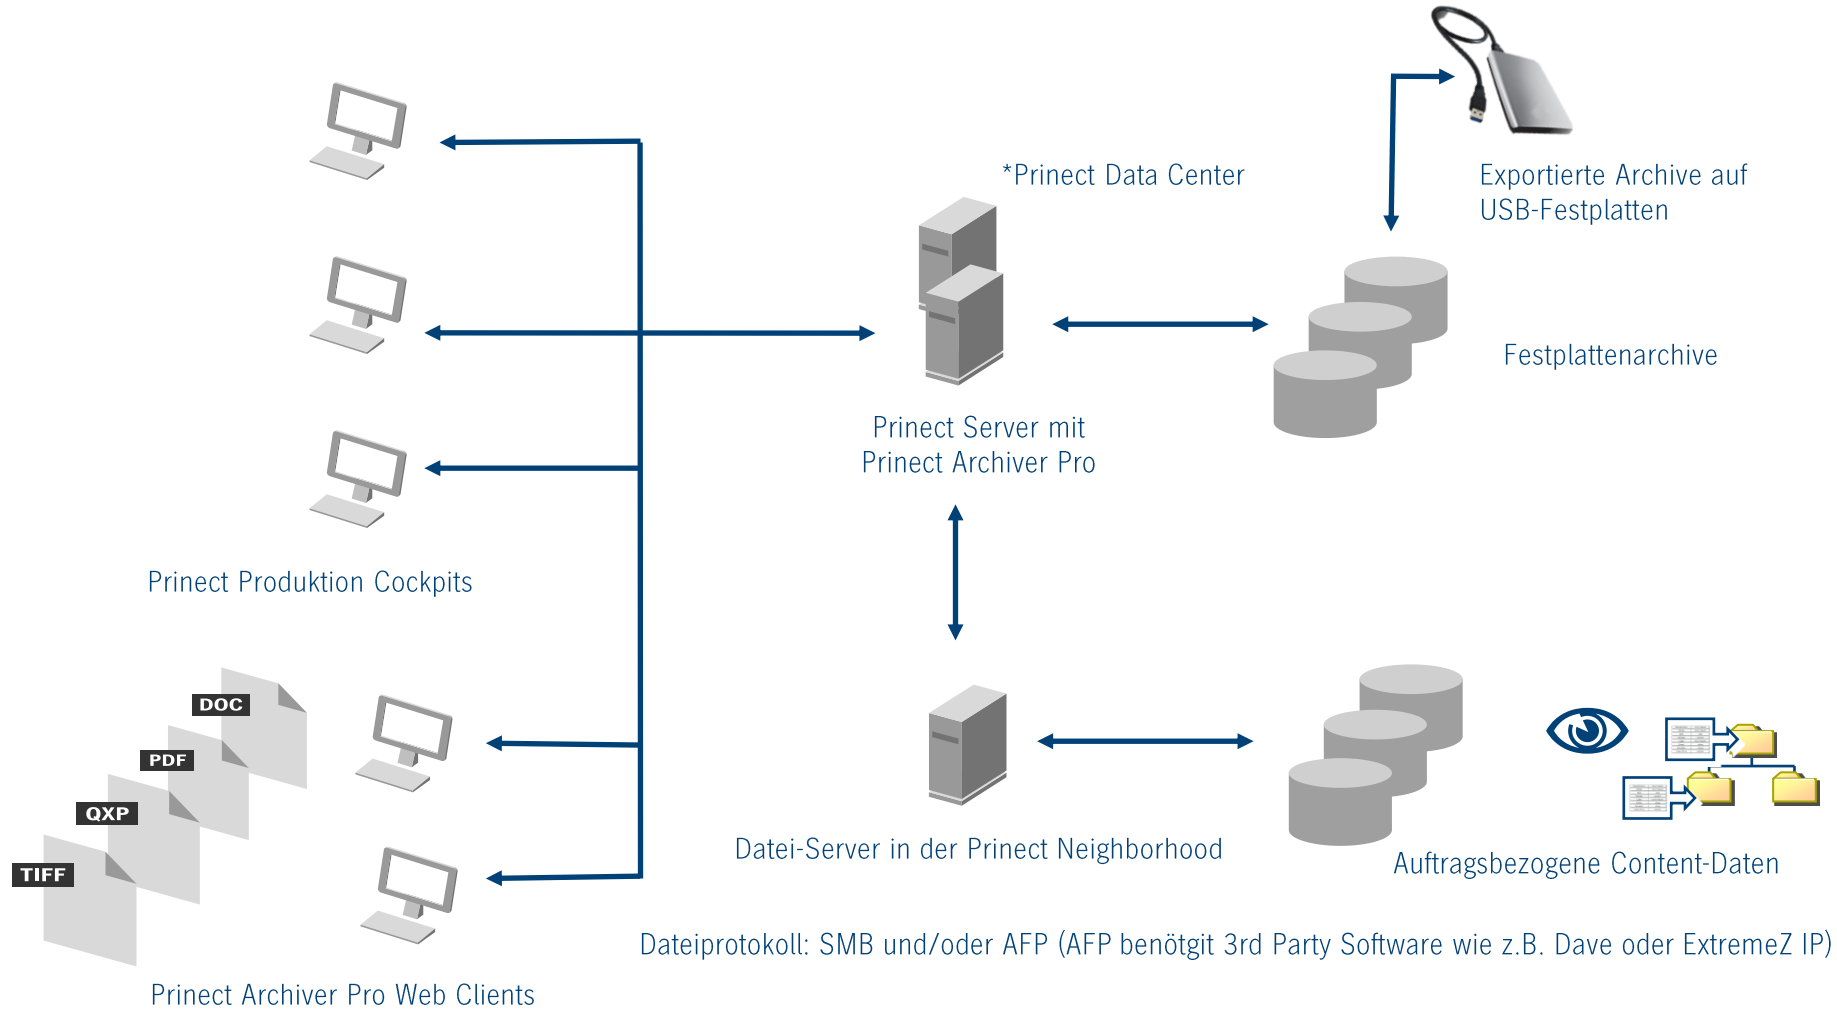 *Prinect Data Center
Exportierte Archive auf
USB-Festplatten
Festplattenarchive
Prinect Server mit
Prinect Archiver Pro
Prinect Produktion Cockpits
DOC
PDF
QXP
TIFF
Datei-Server in der Prinect Neighborhood
Auftragsbezogene Content-Daten
Dateiprotokoll: SMB und/oder AFP (AFP benötgit 3rd Party Software wie z.B. Dave oder ExtremeZ IP)
Prinect Archiver Pro Web Clients